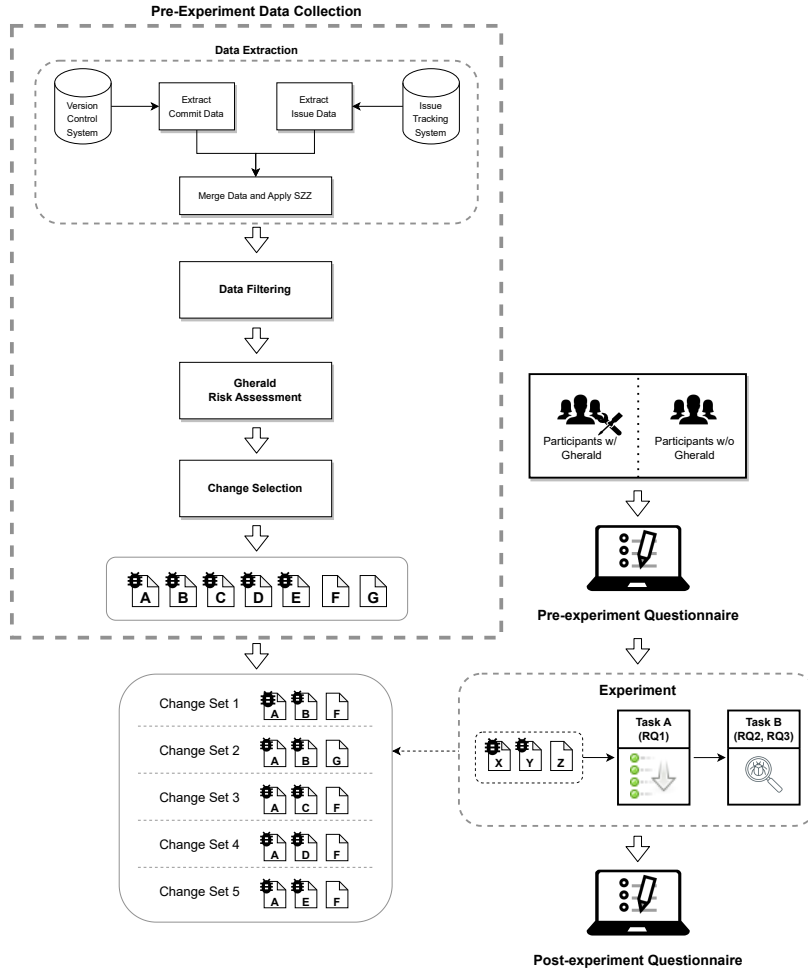 Pre-Experiment Data Collection
Data Extraction
Version
Control
System
Extract
Commit Data
Extract
Issue Data
Issue
Tracking
System
Merge Data and Apply SZZ
Data Filtering
Gherald
Risk Assessment
Change Selection
A B C D E F G
Change Set 1 A B F
Change Set 2 A B G
Change Set 3 A C F
Change Set 4 A D F
Change Set 5 A E F
Participants w/
Gherald
Participants w/o
Gherald
Pre-experiment Questionnaire
Experiment
X Y Z
Task A
(RQ1)
Task B
(RQ2, RQ3)
Post-experiment Questionnaire